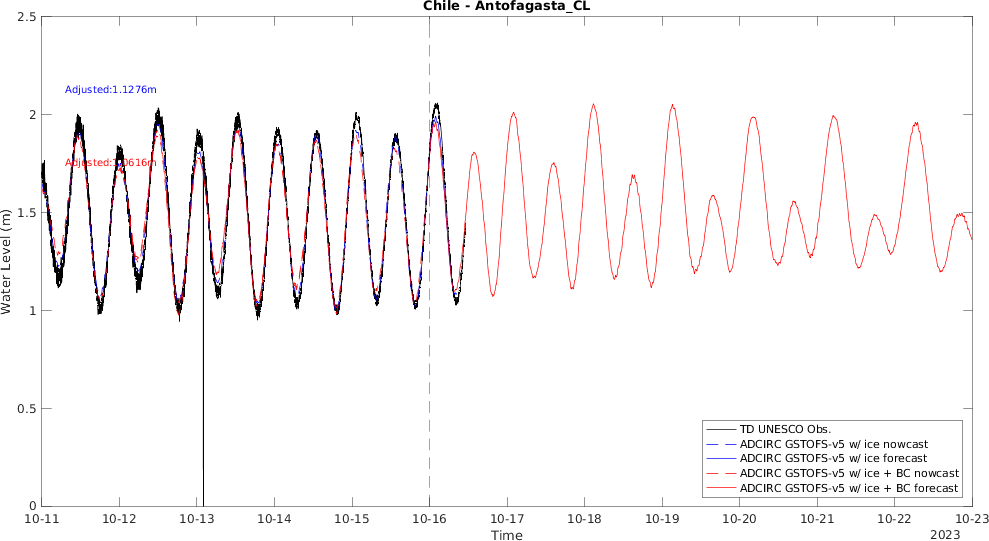 Chile - Antofagasta_CL
2.5
2
1.5
1
0.5
0
Water Level (m)
Adjusted:1.1276m
Adjusted:1.0616m
TD UNESCO Obs.
ADCIRC GSTOFS-v5 w/ ice nowcast
ADCIRC GSTOFS-v5 w/ ice forecast
ADCIRC GSTOFS-v5 w/ ice + BC nowcast
ADCIRC GSTOFS-v5 w/ ice + BC forecast
10-11 10-12 10-13 10-14 10-15 10-16 10-17 10-18 10-19 10-20 10-21 10-22 10-23
Time
2023